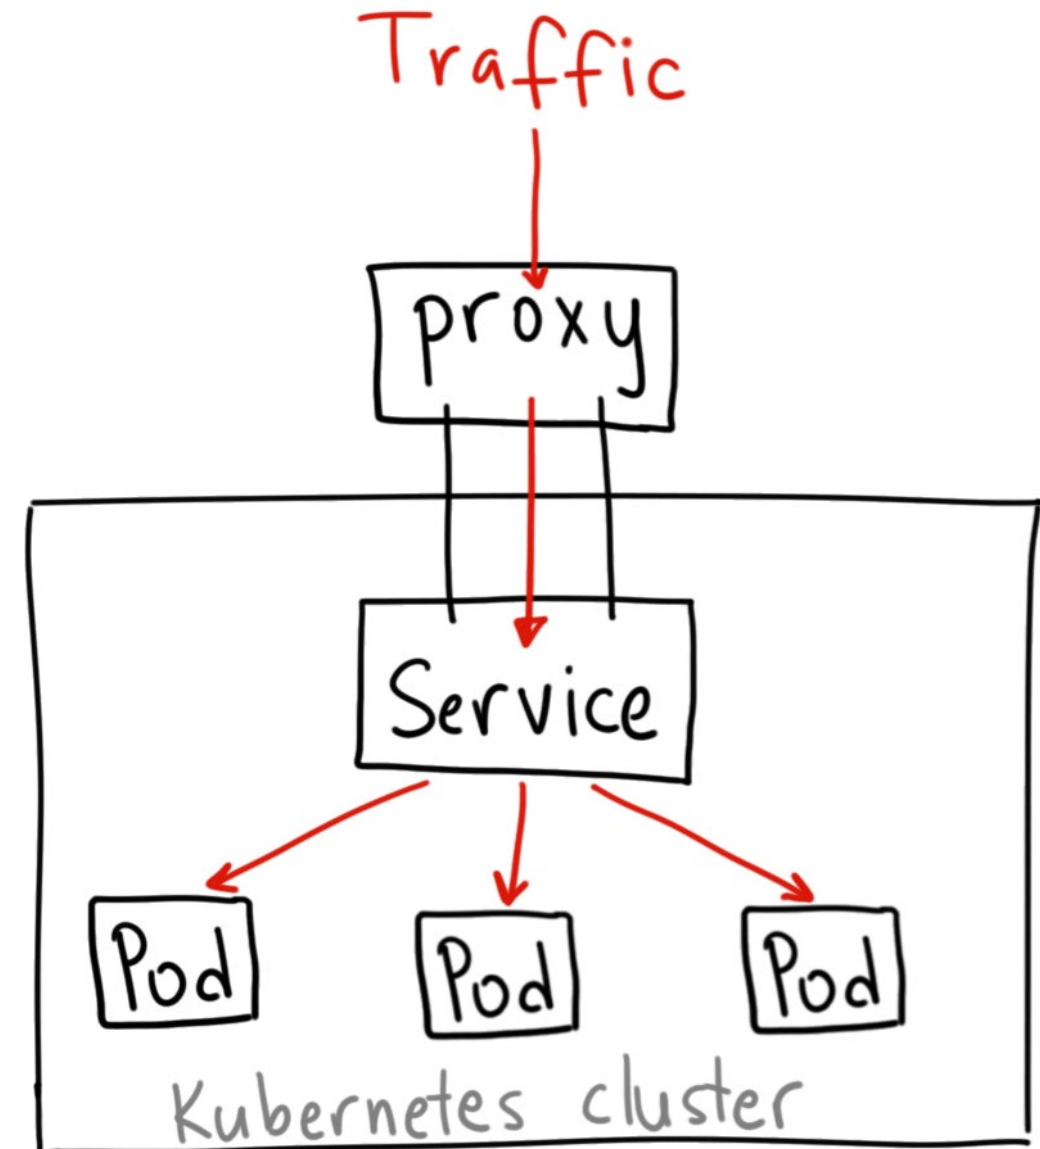 Traffic
proxy
Service
Pod
Pod
Pod
Kubernetes cluster